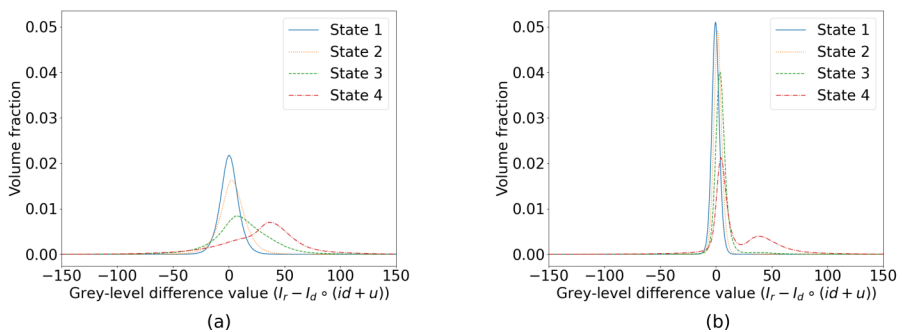 0.05
0.04
0.03
0.02
0.01
0.00
Volume fraction
State 1
State 2
State 3
State 4
−150 −100 −50 0 50 100 150
Grey-level difference value (I_r − I_d ∘ (id + u))
(a)
0.05
0.04
0.03
0.02
0.01
0.00
Volume fraction
State 1
State 2
State 3
State 4
−150 −100 −50 0 50 100 150
Grey-level difference value (I_r − I_d ∘ (id + u))
(b)